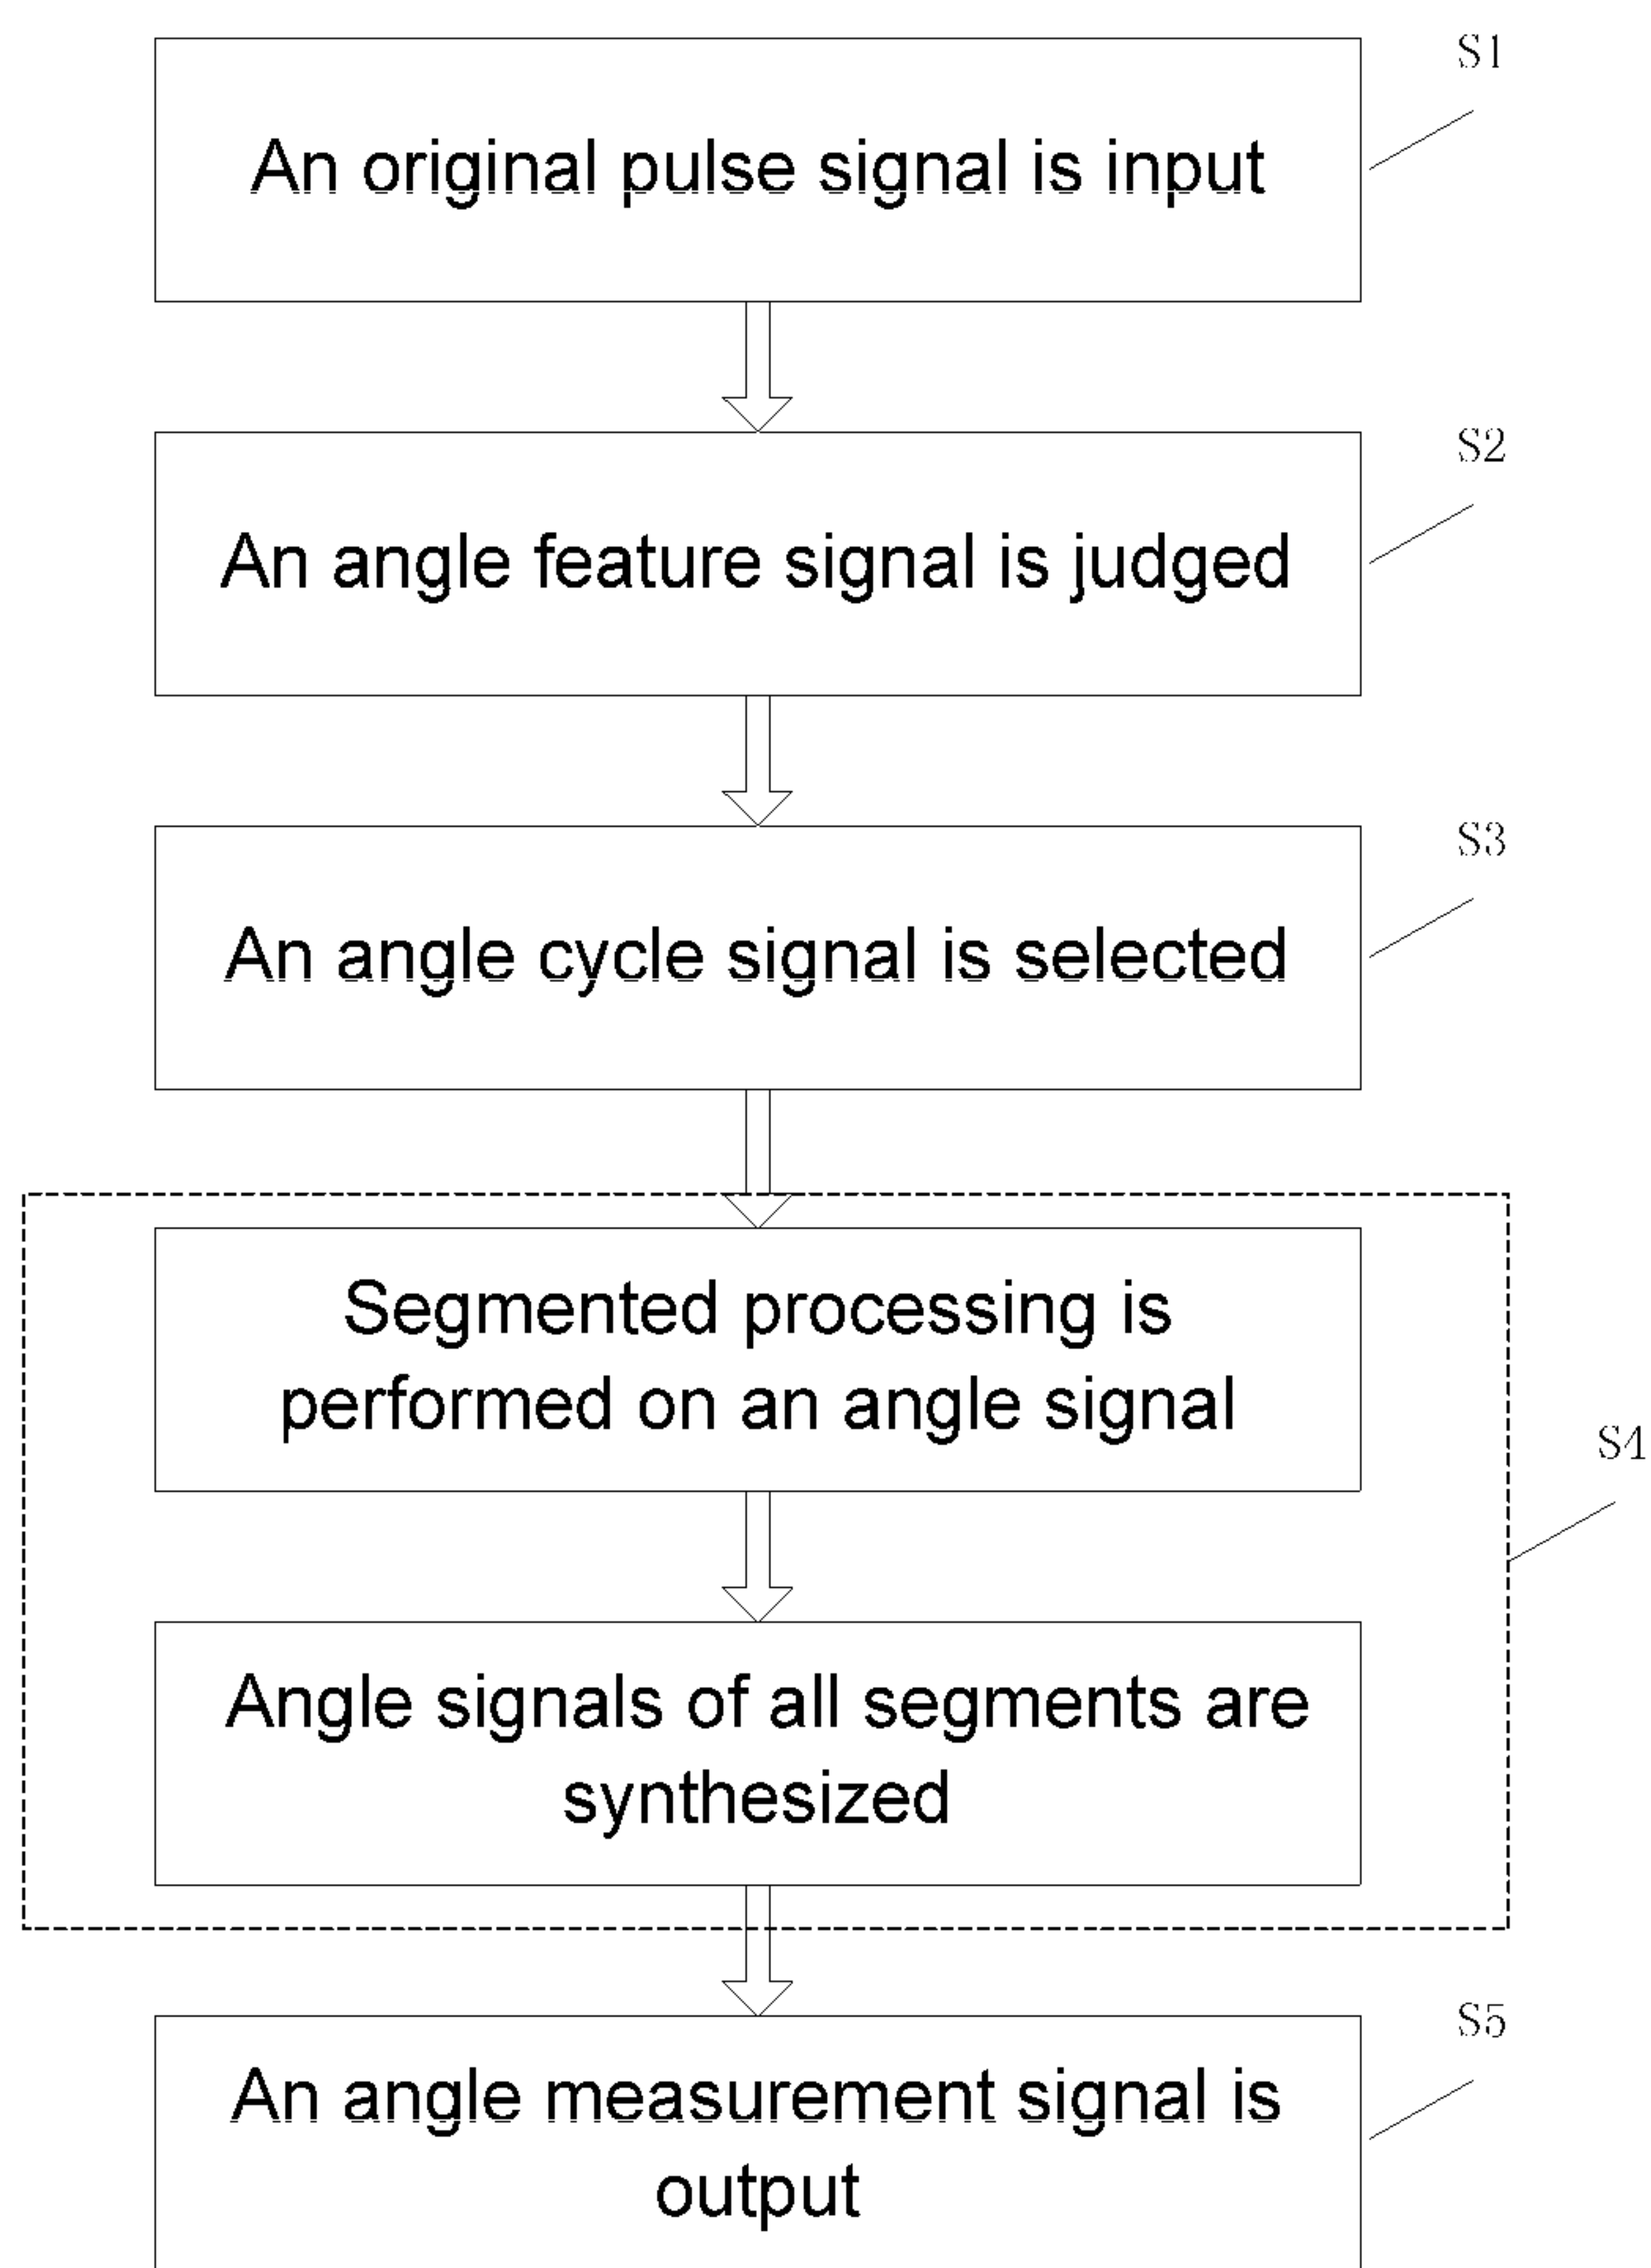 S1
An original pulse signal is input
S2
An angle feature signal is judged
S3
An angle cycle signal is selected
Segmented processing is
performed on an angle signal
S4
Angle signals of all segments are
synthesized
S5
An angle measurement signal is
output